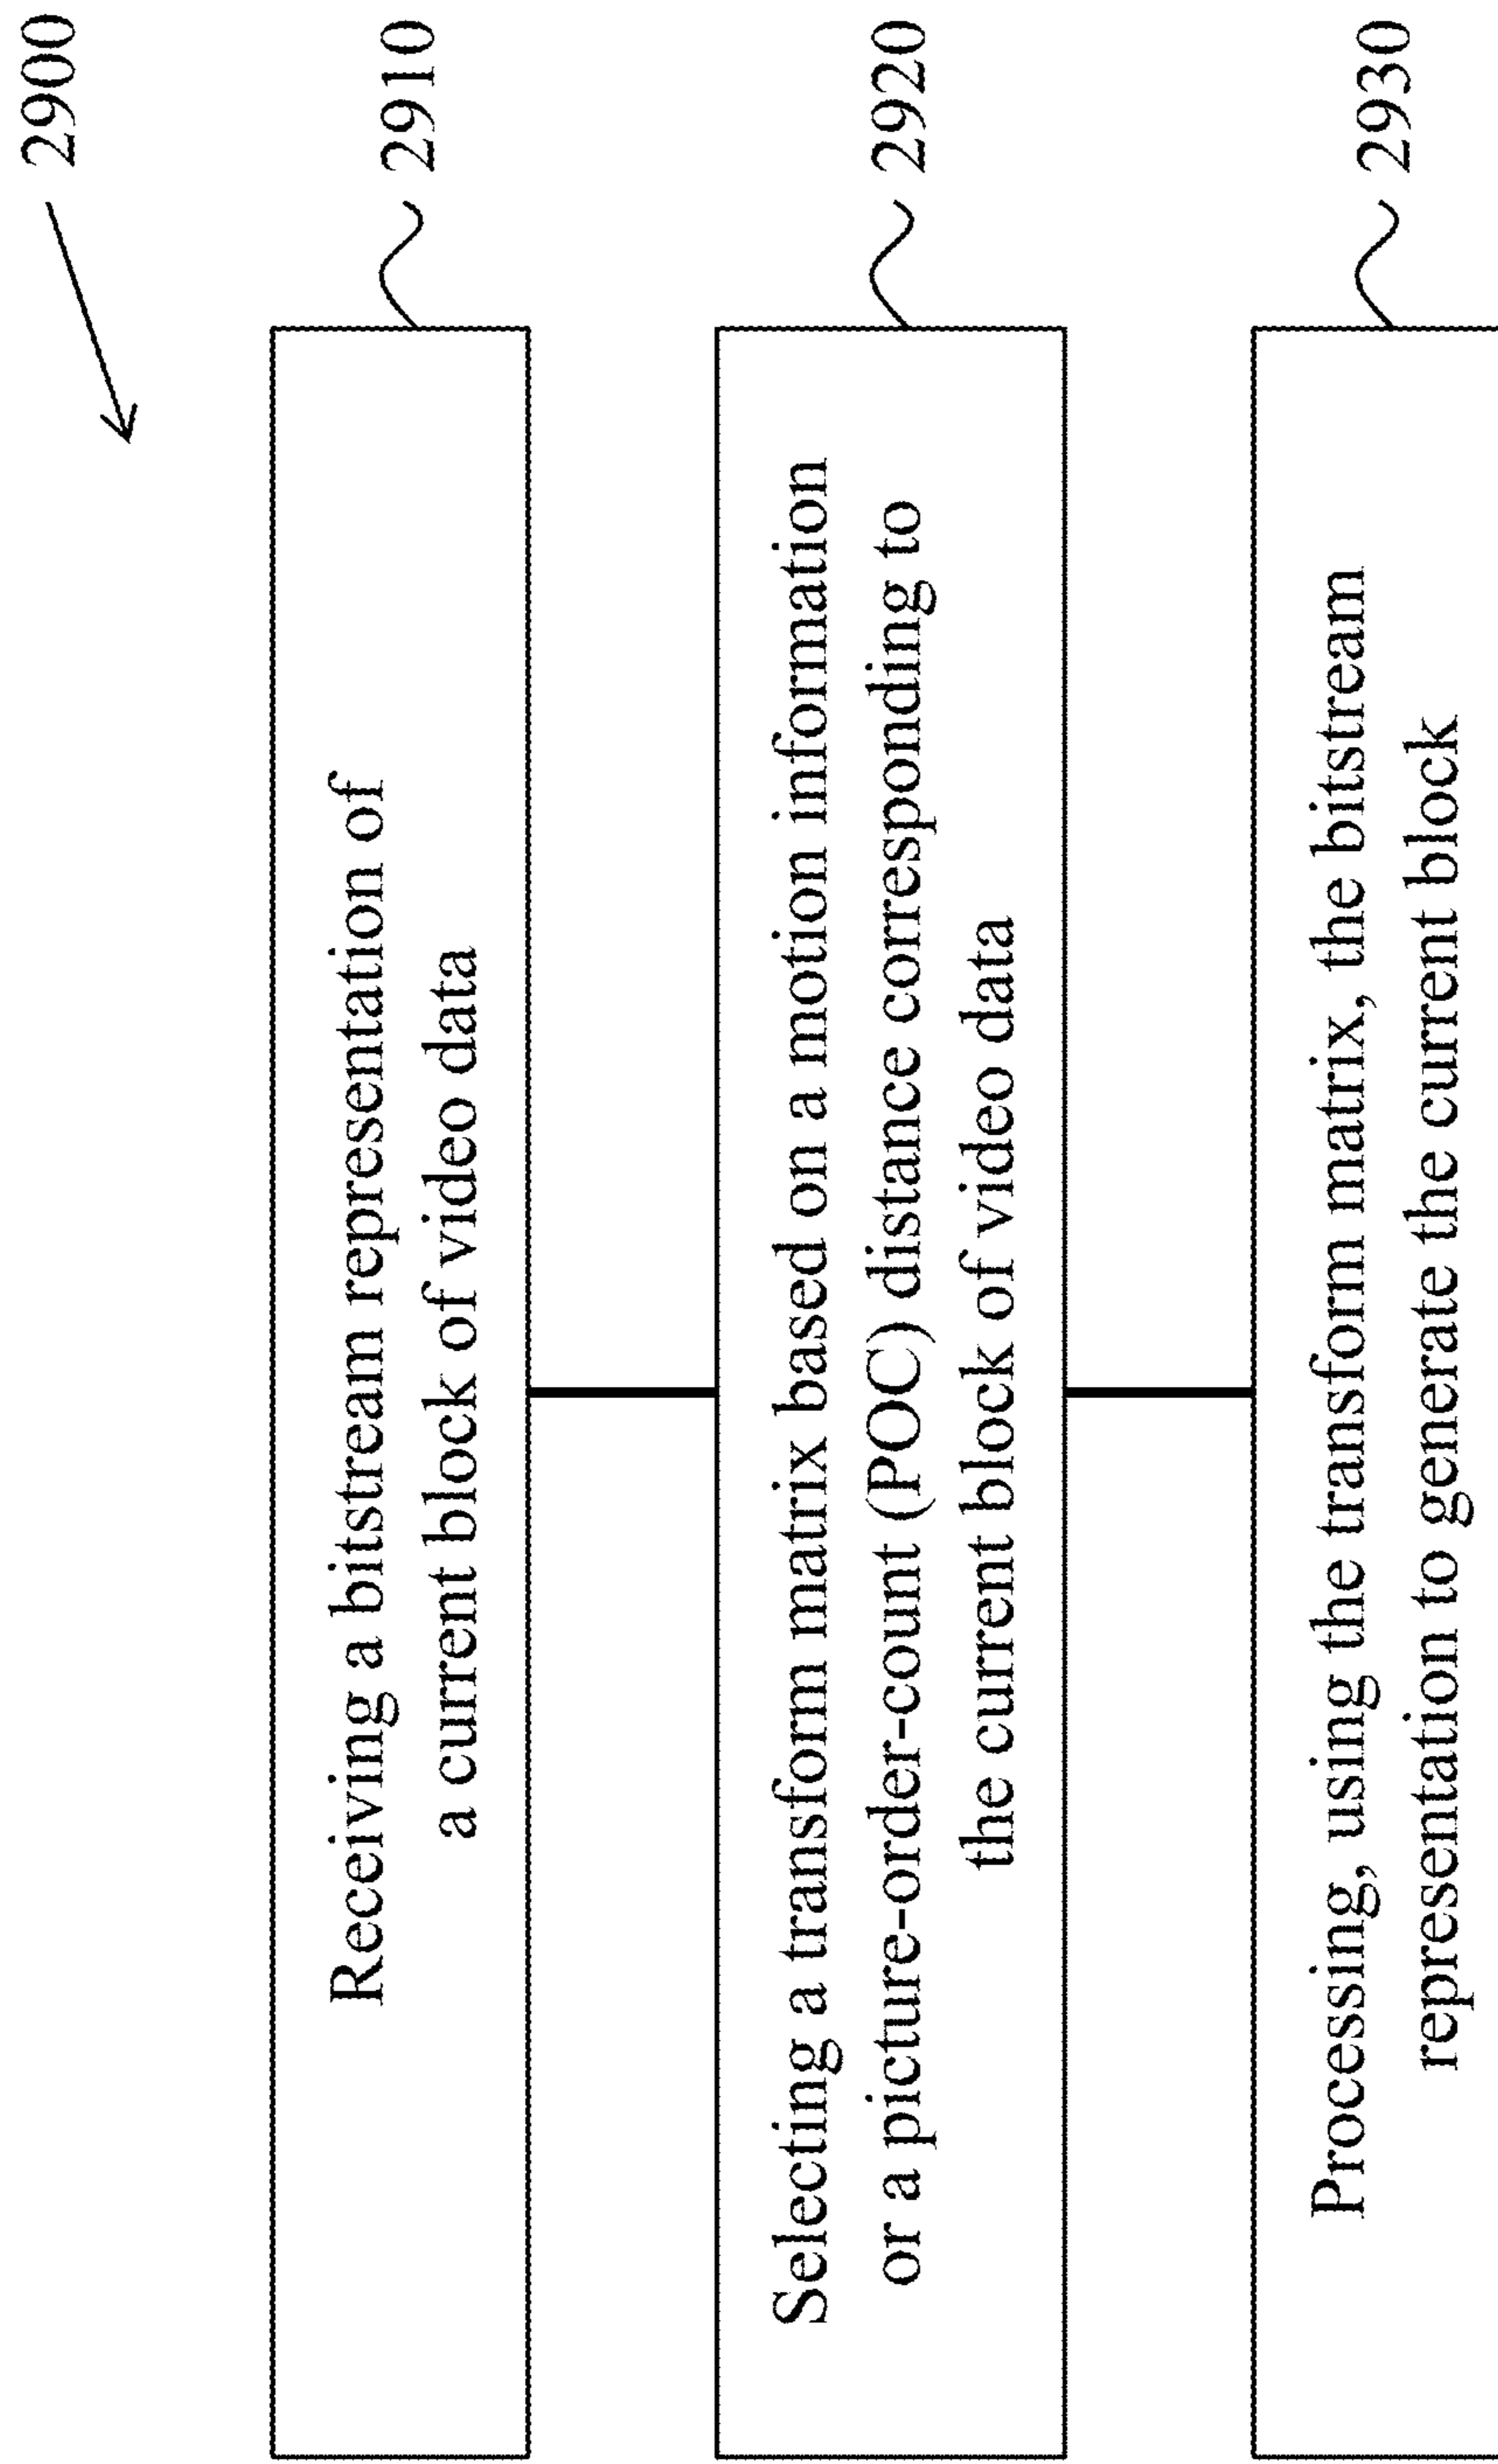 2900
Receiving a bitstream representation of
a current block of video data
2910
Selecting a transform matrix based on a motion information
or a picture-order-count (POC) distance corresponding to
the current block of video data
2920
Processing, using the transform matrix, the bitstream
representation to generate the current block
2930